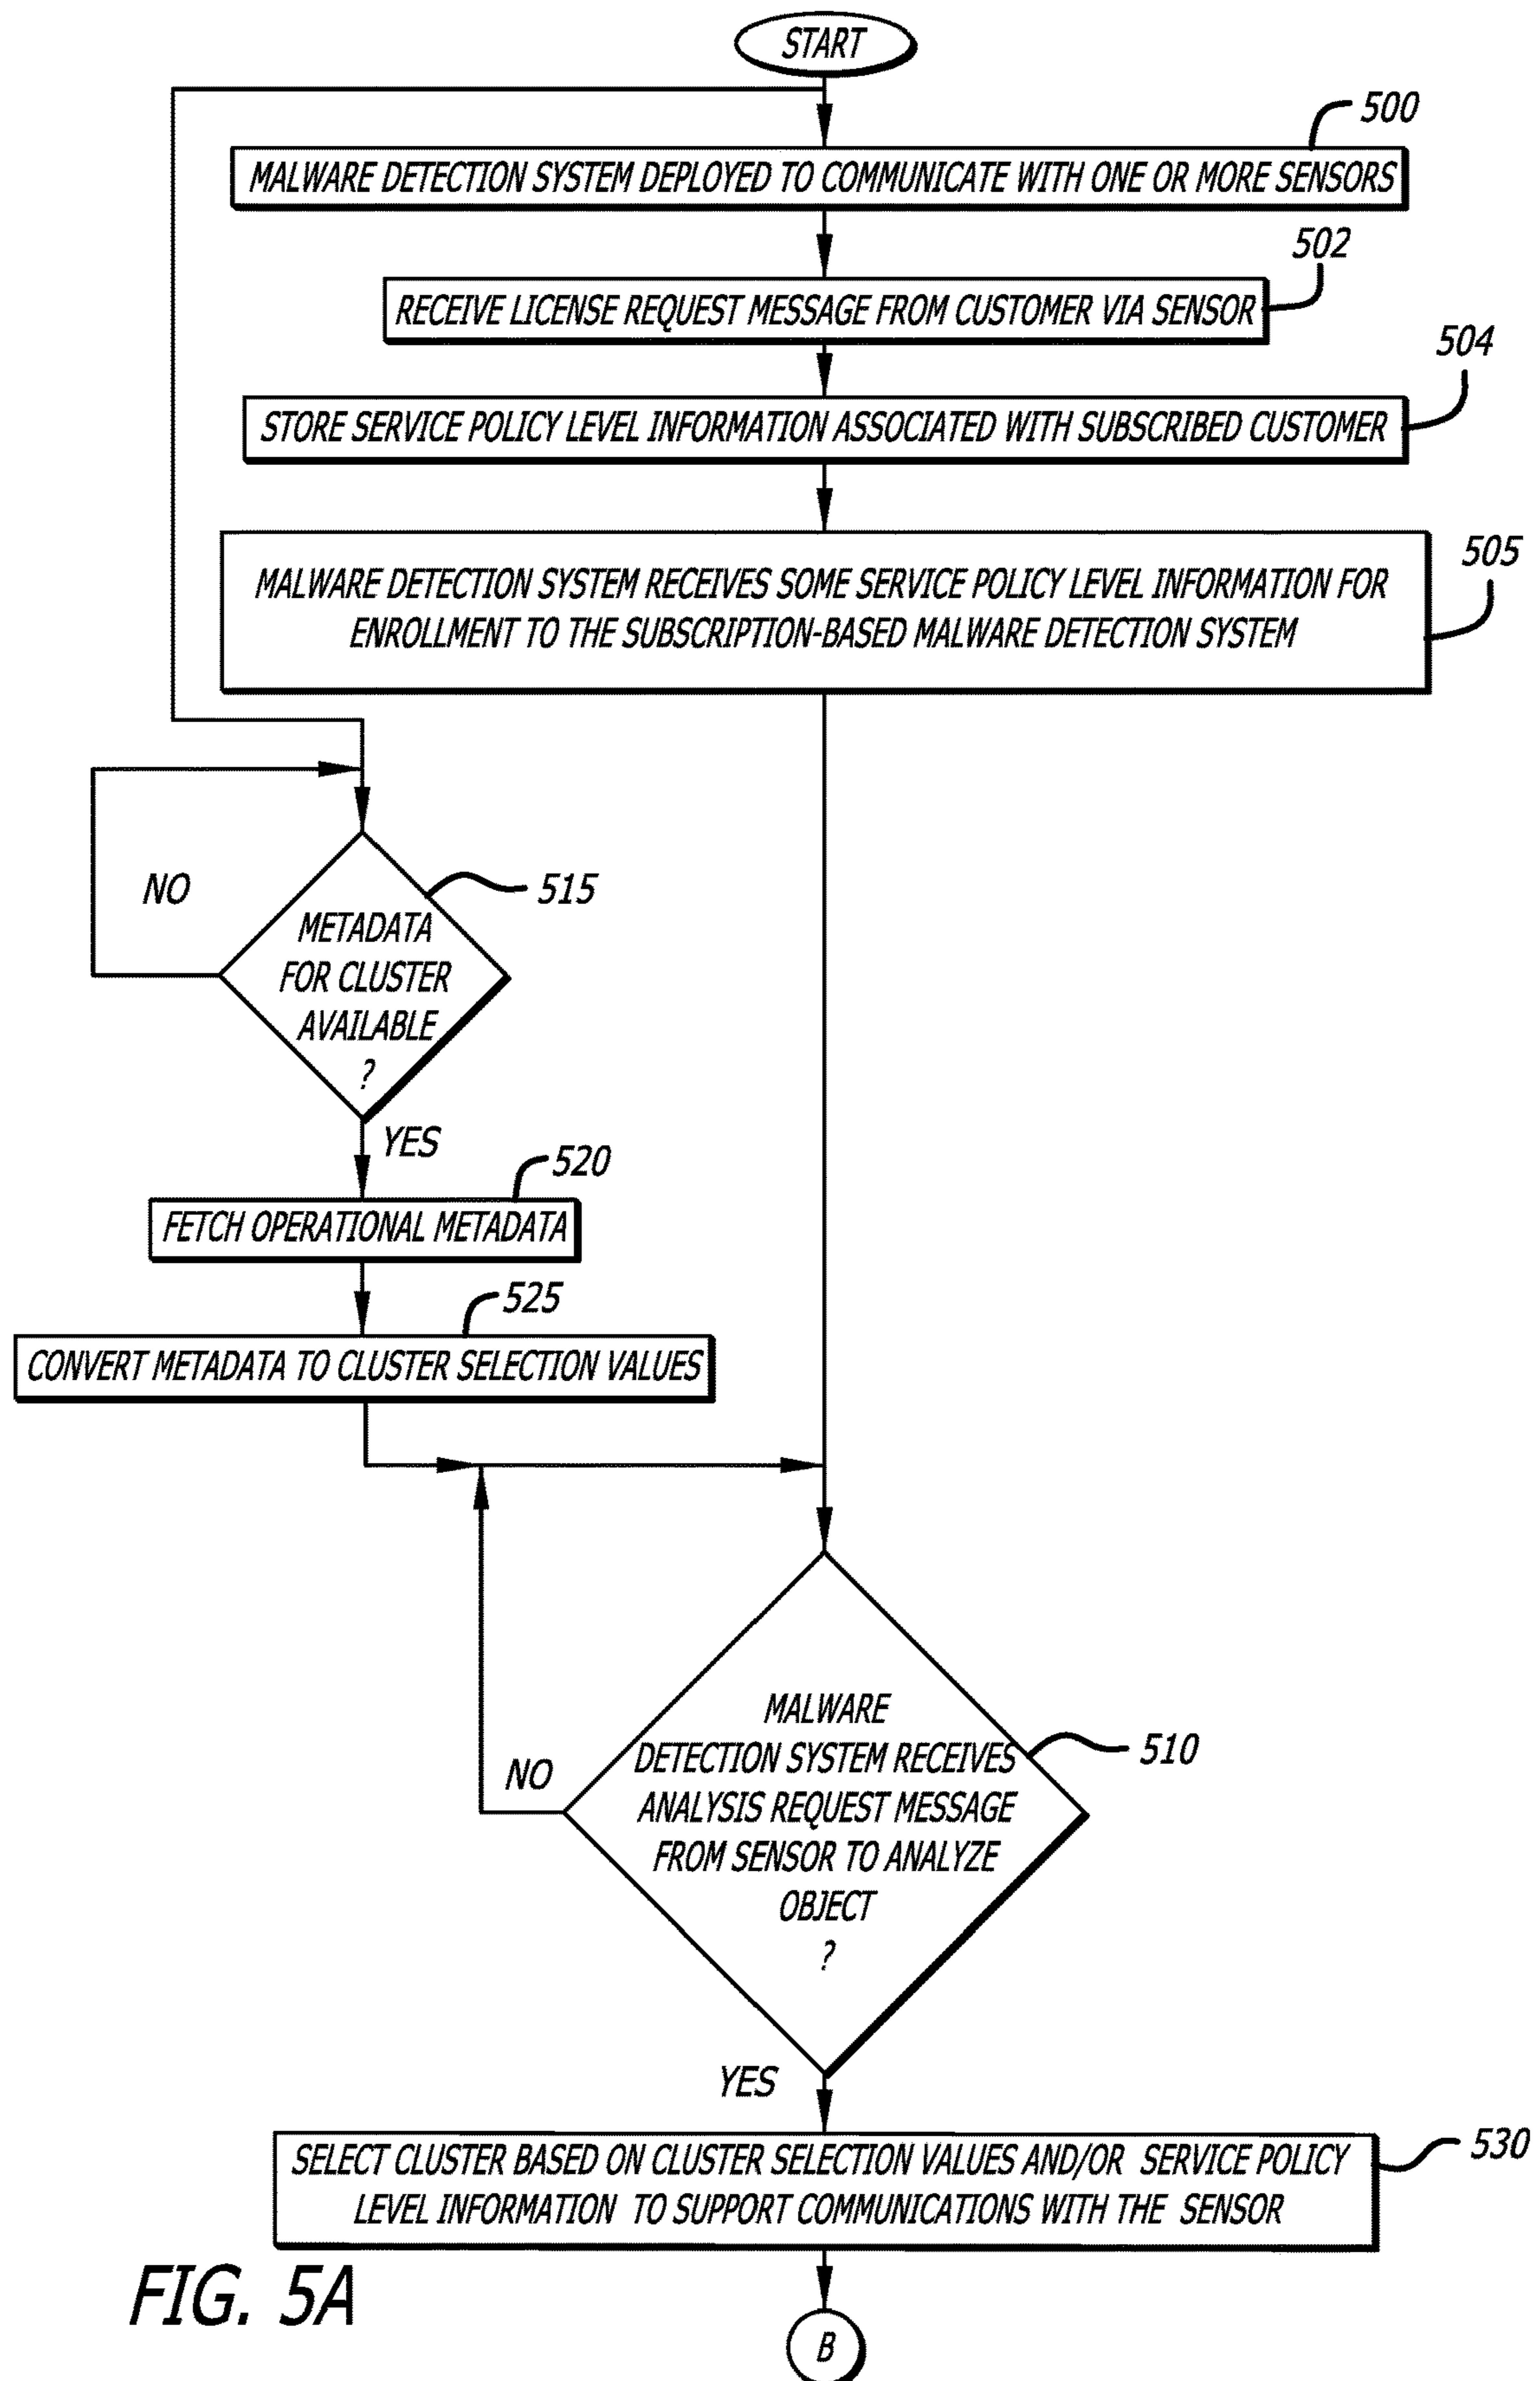 START
500
MALWARE DETECTION SYSTEM DEPLOYED TO COMMUNICATE WITH ONE OR MORE SENSORS
502
RECEIVE LICENSE REQUEST MESSAGE FROM CUSTOMER VIA SENSOR
504
STORE SERVICE POLICY LEVEL INFORMATION ASSOCIATED WITH SUBSCRIBED CUSTOMER
505
MALWARE DETECTION SYSTEM RECEIVES SOME SERVICE POLICY LEVEL INFORMATION FOR
ENROLLMENT TO THE SUBSCRIPTION-BASED MALWARE DETECTION SYSTEM
NO
515
METADATA
FOR CLUSTER
AVAILABLE
?
YES
520
FETCH OPERATIONAL METADATA
525
CONVERT METADATA TO CLUSTER SELECTION VALUES
NO
510
MALWARE
DETECTION SYSTEM RECEIVES
ANALYSIS REQUEST MESSAGE
FROM SENSOR TO ANALYZE
OBJECT
?
YES
530
SELECT CLUSTER BASED ON CLUSTER SELECTION VALUES AND/OR SERVICE POLICY
LEVEL INFORMATION TO SUPPORT COMMUNICATIONS WITH THE SENSOR
FIG. 5A
B